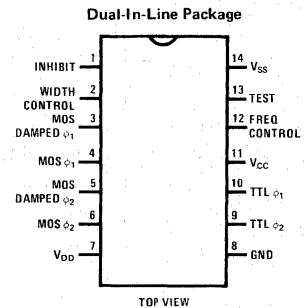 Dual-In-Line Package
INHIBIT 1
14 VSS
WIDTH
CONTROL 2
13 TEST
MOS
DAMPED ϕ1 3
12 FREQ
CONTROL
MOS ϕ1 4
11 VCC
MOS
DAMPED ϕ2 5
10 TTL ϕ1
MOS ϕ2 6
9 TTL ϕ2
VDD 7
8 GND
TOP VIEW